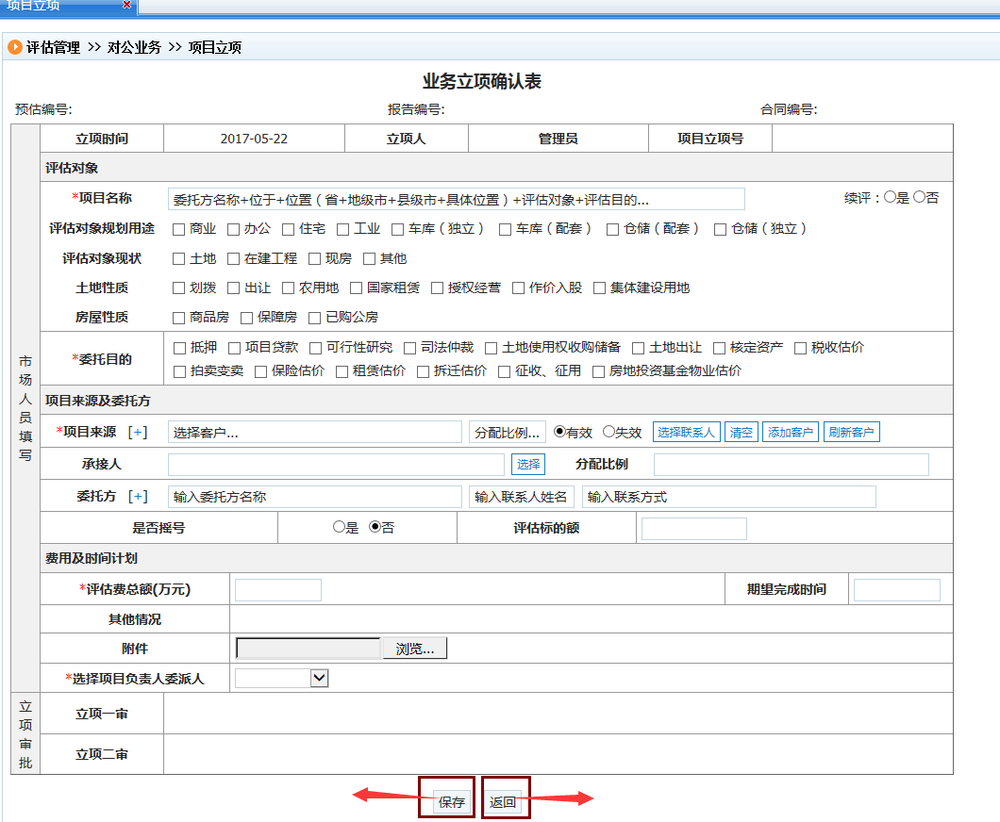 项目立项
评估管理 >> 对公业务 >> 项目立项
业务立项确认表
预估编号: 报告编号: 合同编号:
立项时间 2017-05-22 立项人 管理员 项目立项号
评估对象
*项目名称 委托方名称+位于+位置（省+地级市+县级市+具体位置）+评估对象+评估目的... 续评：是 否
评估对象规划用途 商业 办公 住宅 工业 车库（独立） 车库（配套） 仓储（配套） 仓储（独立）
评估对象现状 土地 在建工程 现房 其他
土地性质 划拨 出让 农用地 国家租赁 授权经营 作价入股 集体建设用地
房屋性质 商品房 保障房 已购公房
*委托目的 抵押 项目贷款 可行性研究 司法仲裁 土地使用权收购储备 土地出让 核定资产 税收估价
拍卖变卖 保险估价 租赁估价 拆迁估价 征收、征用 房地投资基金物业估价
市场人员填写
项目来源及委托方
*项目来源 [+] 选择客户... 分配比例... 有效 失效 选择联系人 清空 添加客户 刷新客户
承接人 选择 分配比例
委托方 [+] 输入委托方名称 输入联系人姓名 输入联系方式
是否摇号 是 否 评估标的额
费用及时间计划
*评估费总额(万元) 期望完成时间
其他情况
附件 浏览...
*选择项目负责人委派人
立项审批
立项一审
立项二审
保存 返回